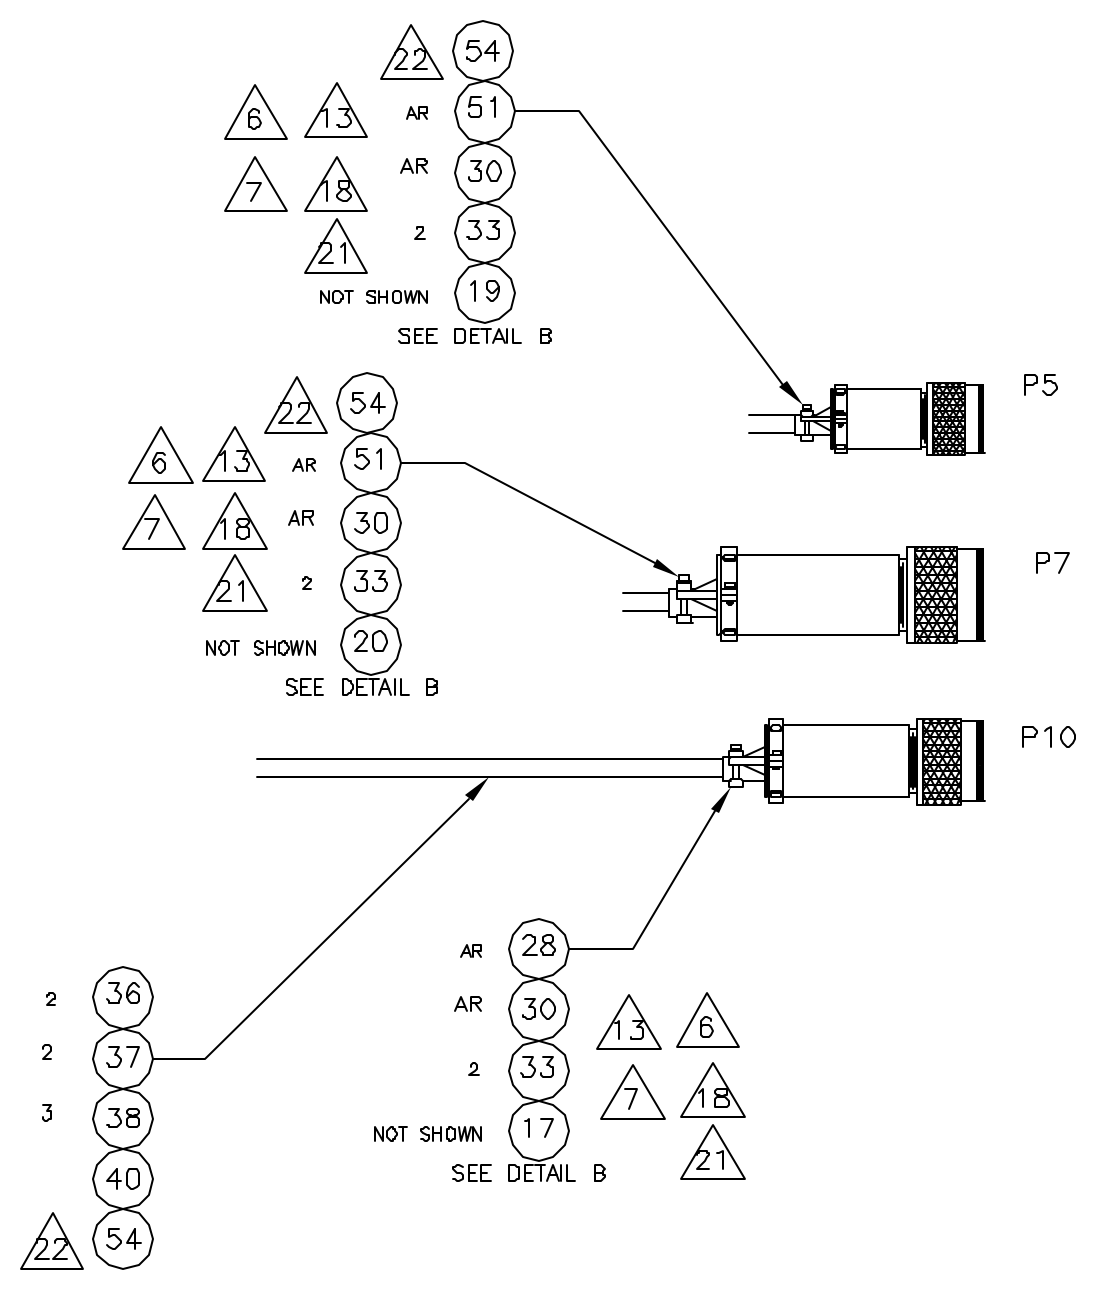 22 54
6 13 AR 51
7 18 AR 30
21 2 33
NOT SHOWN 19
SEE DETAIL B
P5
22 54
6 13 AR 51
7 18 AR 30
21 2 33
NOT SHOWN 20
SEE DETAIL B
P7
P10
AR 28
AR 30 13 6
2 33 7 18
NOT SHOWN 17 21
SEE DETAIL B
2 36
2 37
3 38
40
22 54